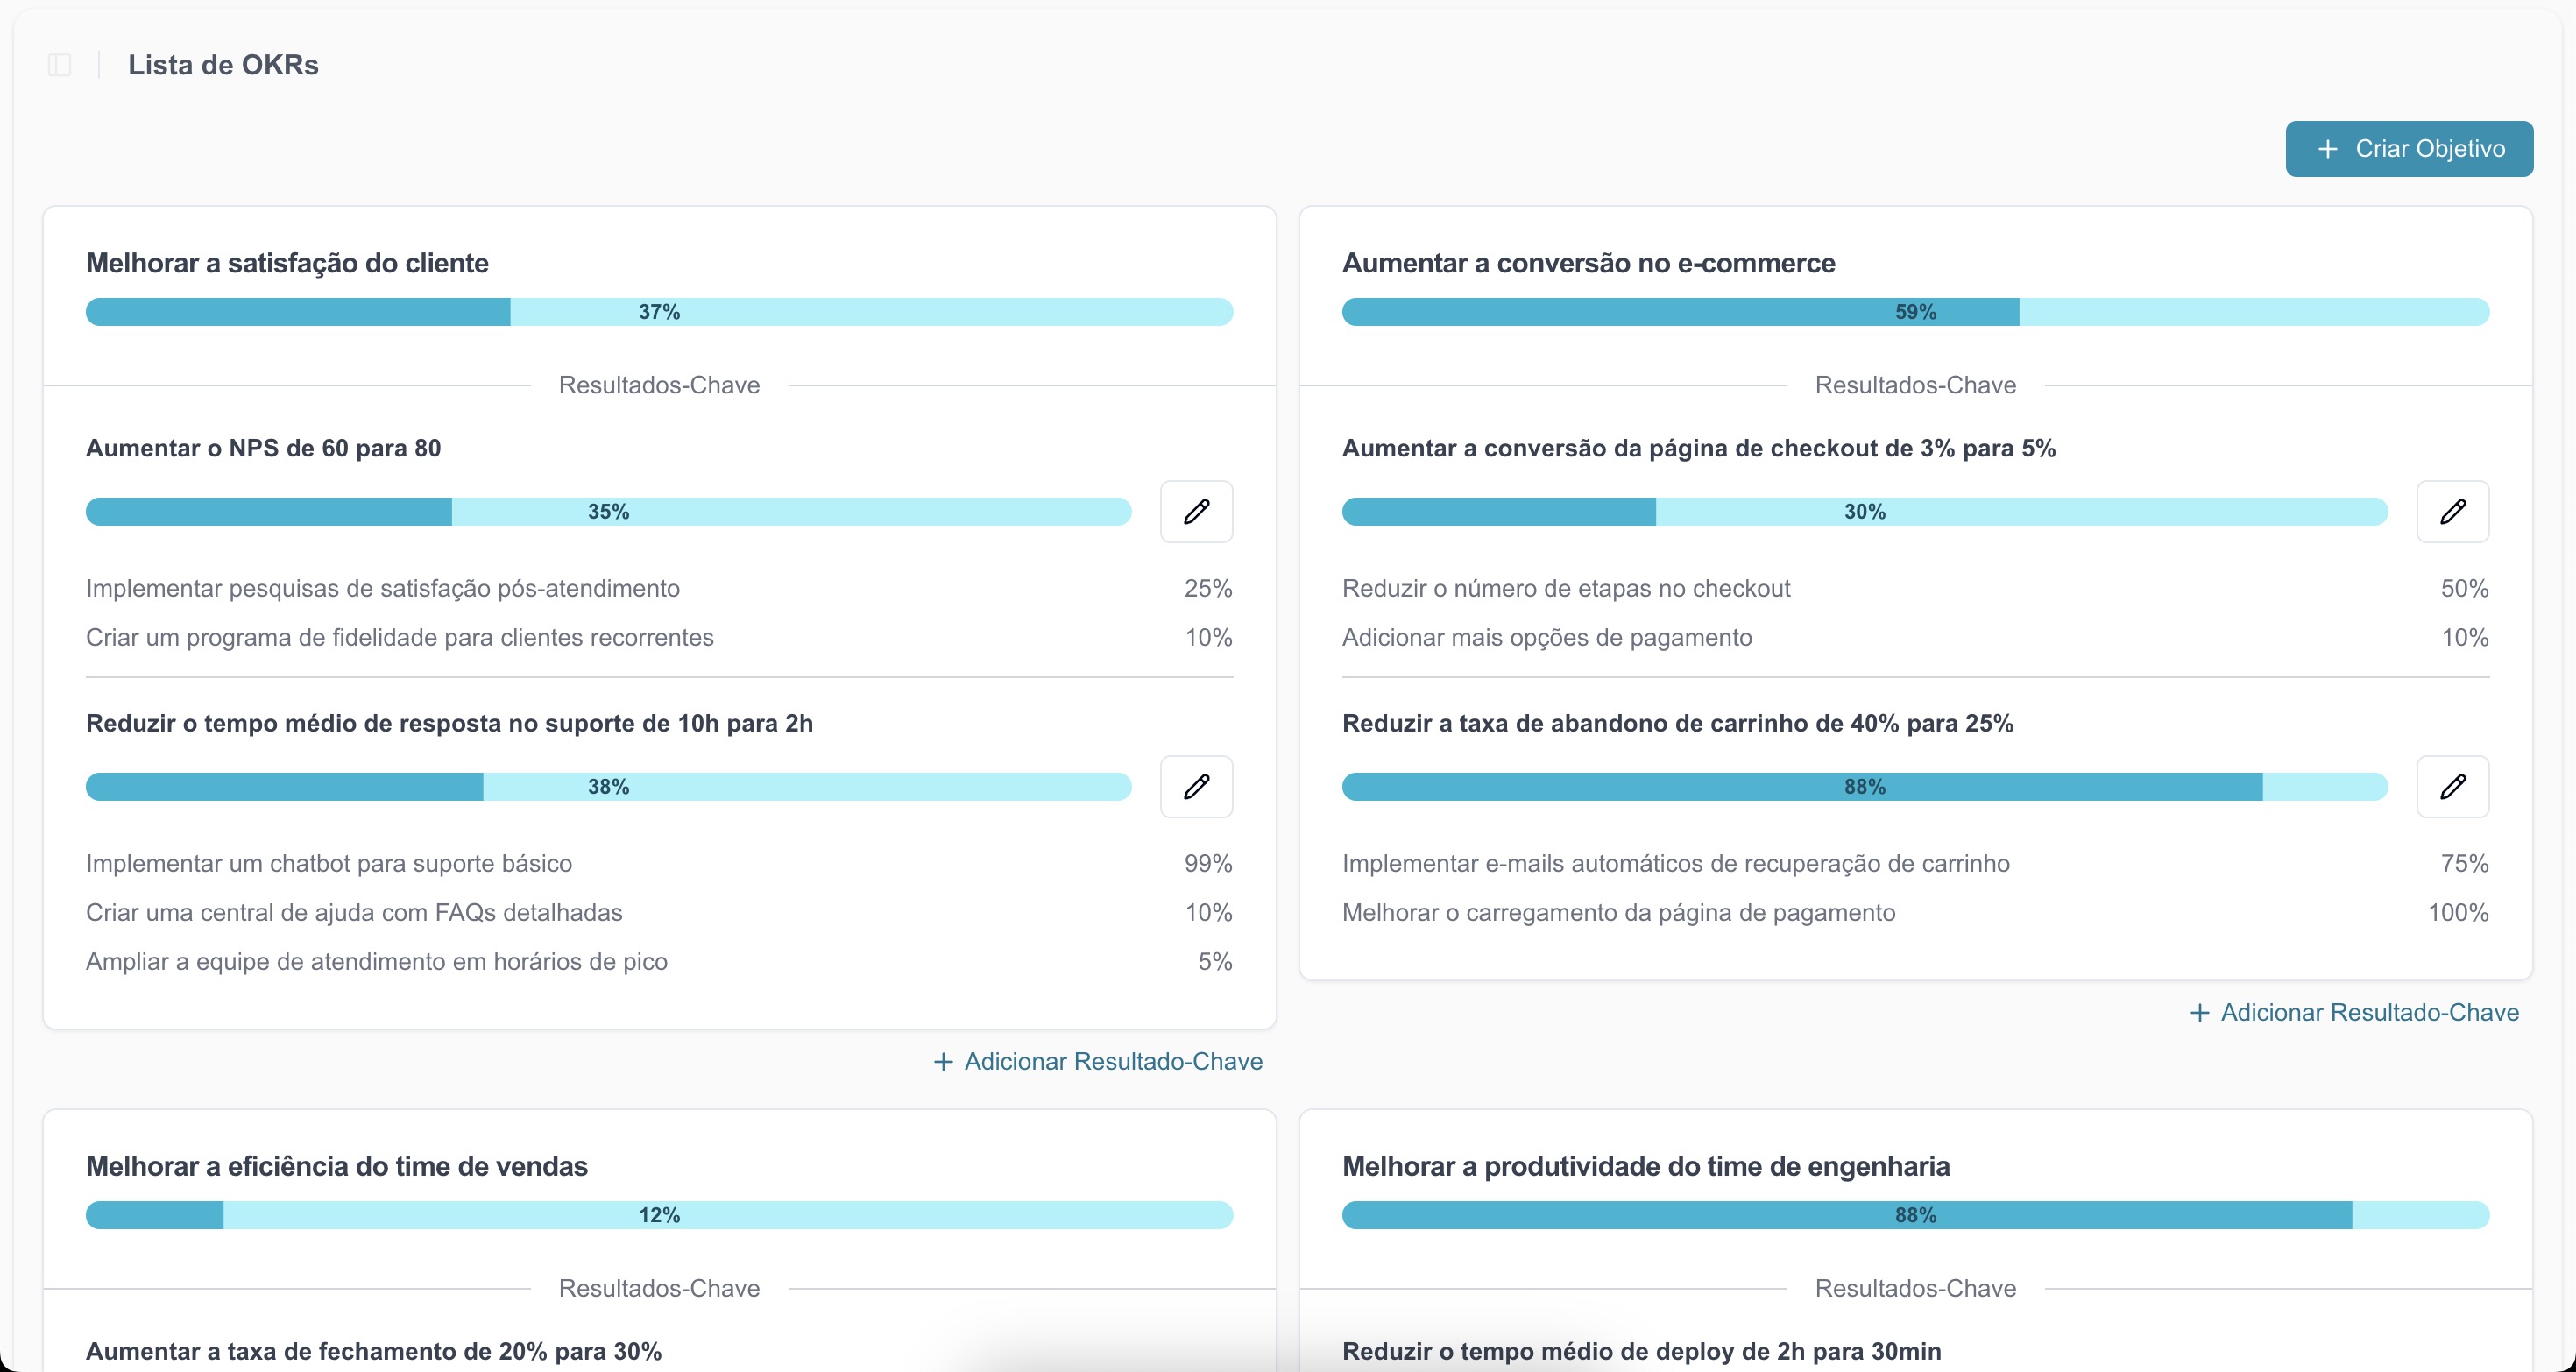 Lista de OKRs
Criar Objetivo
Melhorar a satisfação do cliente
37%
Resultados-Chave
Aumentar o NPS de 60 para 80
35%
Implementar pesquisas de satisfação pós-atendimento 25%
Criar um programa de fidelidade para clientes recorrentes 10%
Reduzir o tempo médio de resposta no suporte de 10h para 2h
38%
Implementar um chatbot para suporte básico 99%
Criar uma central de ajuda com FAQs detalhadas 10%
Ampliar a equipe de atendimento em horários de pico 5%
+ Adicionar Resultado-Chave
Aumentar a conversão no e-commerce
59%
Resultados-Chave
Aumentar a conversão da página de checkout de 3% para 5%
30%
Reduzir o número de etapas no checkout 50%
Adicionar mais opções de pagamento 10%
Reduzir a taxa de abandono de carrinho de 40% para 25%
88%
Implementar e-mails automáticos de recuperação de carrinho 75%
Melhorar o carregamento da página de pagamento 100%
+ Adicionar Resultado-Chave
Melhorar a eficiência do time de vendas
12%
Resultados-Chave
Aumentar a taxa de fechamento de 20% para 30%
Melhorar a produtividade do time de engenharia
88%
Resultados-Chave
Reduzir o tempo médio de deploy de 2h para 30min